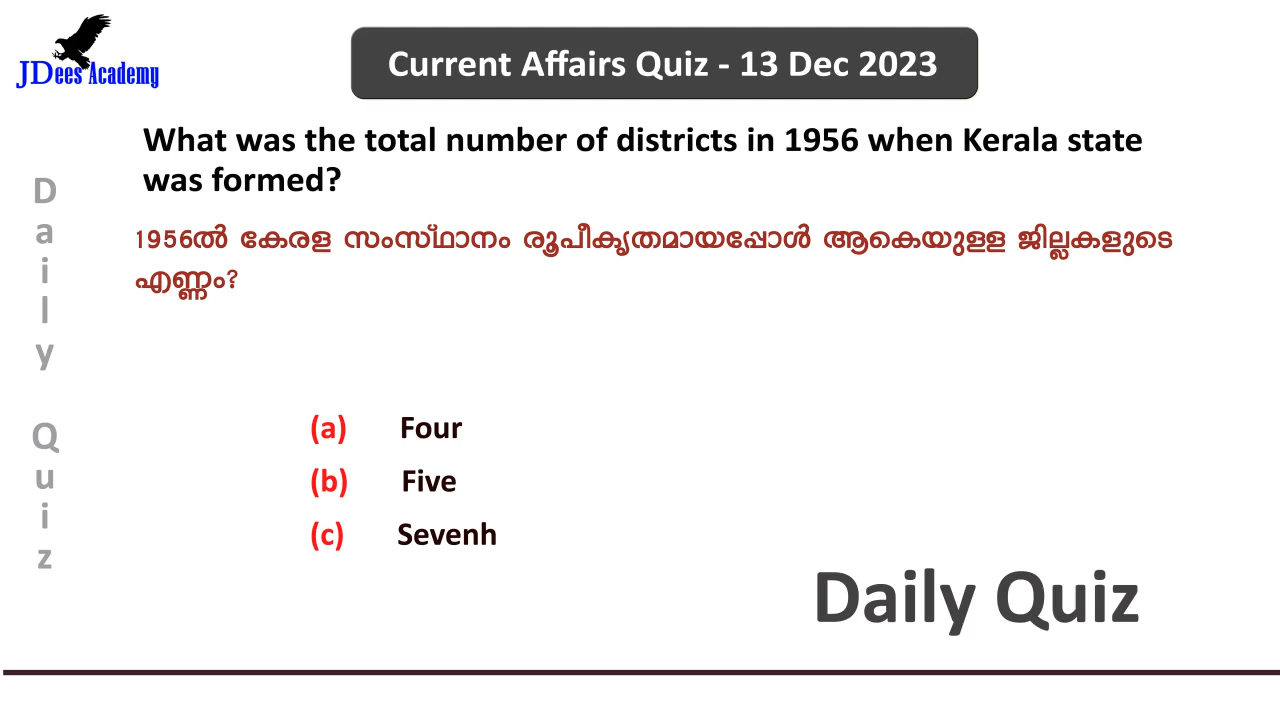 JDees Academy
Current Affairs Quiz - 13 Dec 2023
What was the total number of districts in 1956 when Kerala state
was formed?
1956ൽ കേരള സംസ്ഥാനം രൂപീകൃതമായപ്പോൾ ആകെയുള്ള ജില്ലകളുടെ
എണ്ണം?
Daily Quiz
(a) Four
(b) Five
(c) Sevenh
Daily Quiz